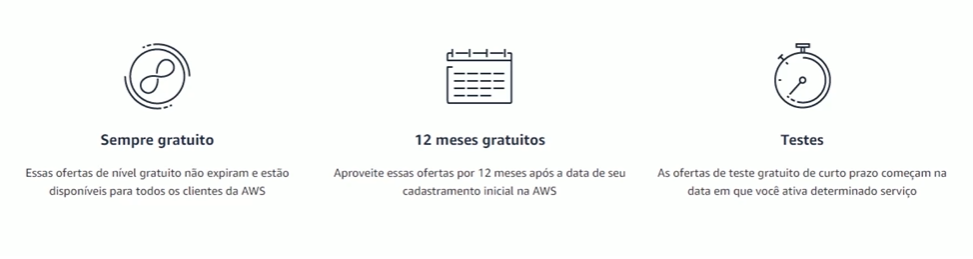 Sempre gratuito
Essas ofertas de nível gratuito não expiram e estão
disponíveis para todos os clientes da AWS
12 meses gratuitos
Aproveite essas ofertas por 12 meses após a data de seu
cadastramento inicial na AWS
Testes
As ofertas de teste gratuito de curto prazo começam na
data em que você ativa determinado serviço